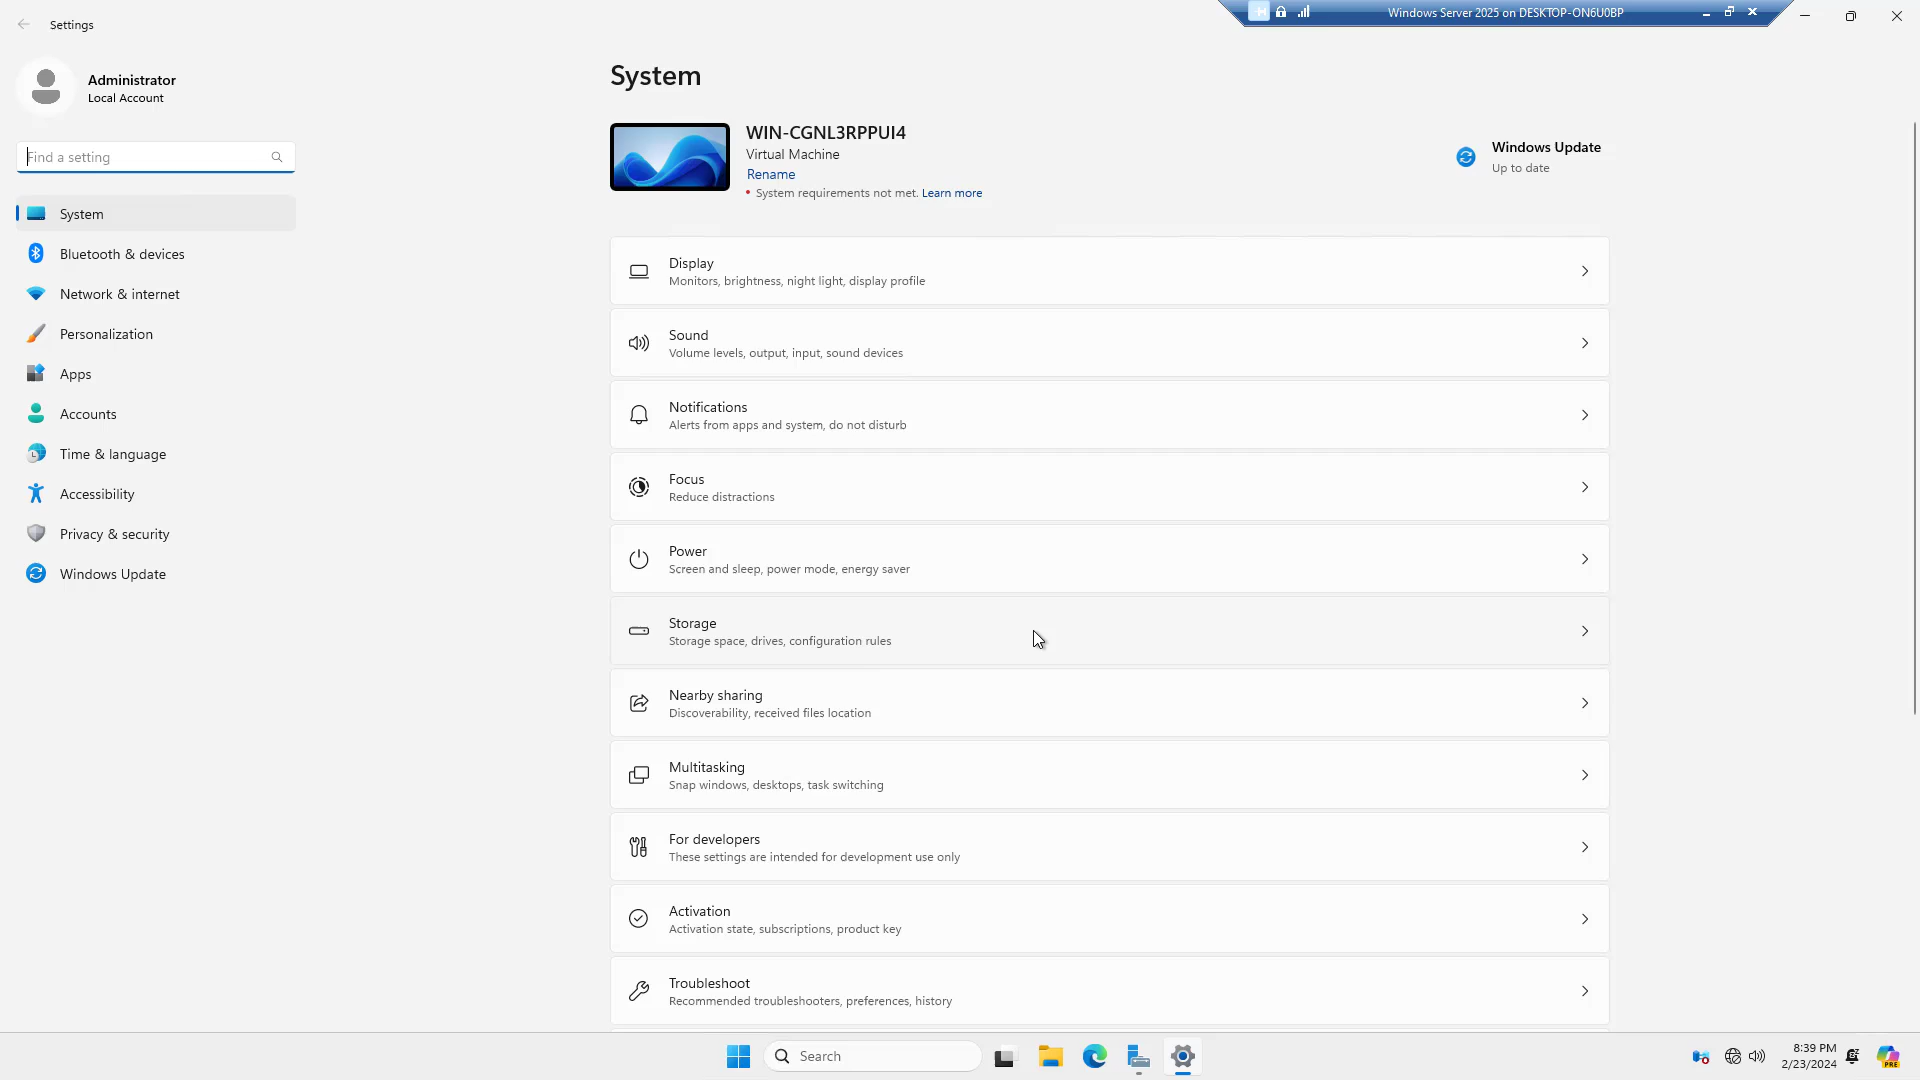 Settings
Windows Server 2025 on DESKTOP-ON6U0BP
Administrator
Local Account
Find a setting
System
Bluetooth & devices
Network & internet
Personalization
Apps
Accounts
Time & language
Accessibility
Privacy & security
Windows Update
System
WIN-CGNL3RPPUI4
Virtual Machine
Rename
• System requirements not met. Learn more
Windows Update
Up to date
Display
Monitors, brightness, night light, display profile
Sound
Volume levels, output, input, sound devices
Notifications
Alerts from apps and system, do not disturb
Focus
Reduce distractions
Power
Screen and sleep, power mode, energy saver
Storage
Storage space, drives, configuration rules
Nearby sharing
Discoverability, received files location
Multitasking
Snap windows, desktops, task switching
For developers
These settings are intended for development use only
Activation
Activation state, subscriptions, product key
Troubleshoot
Recommended troubleshooters, preferences, history
Search
8:39 PM
2/23/2024
PRE